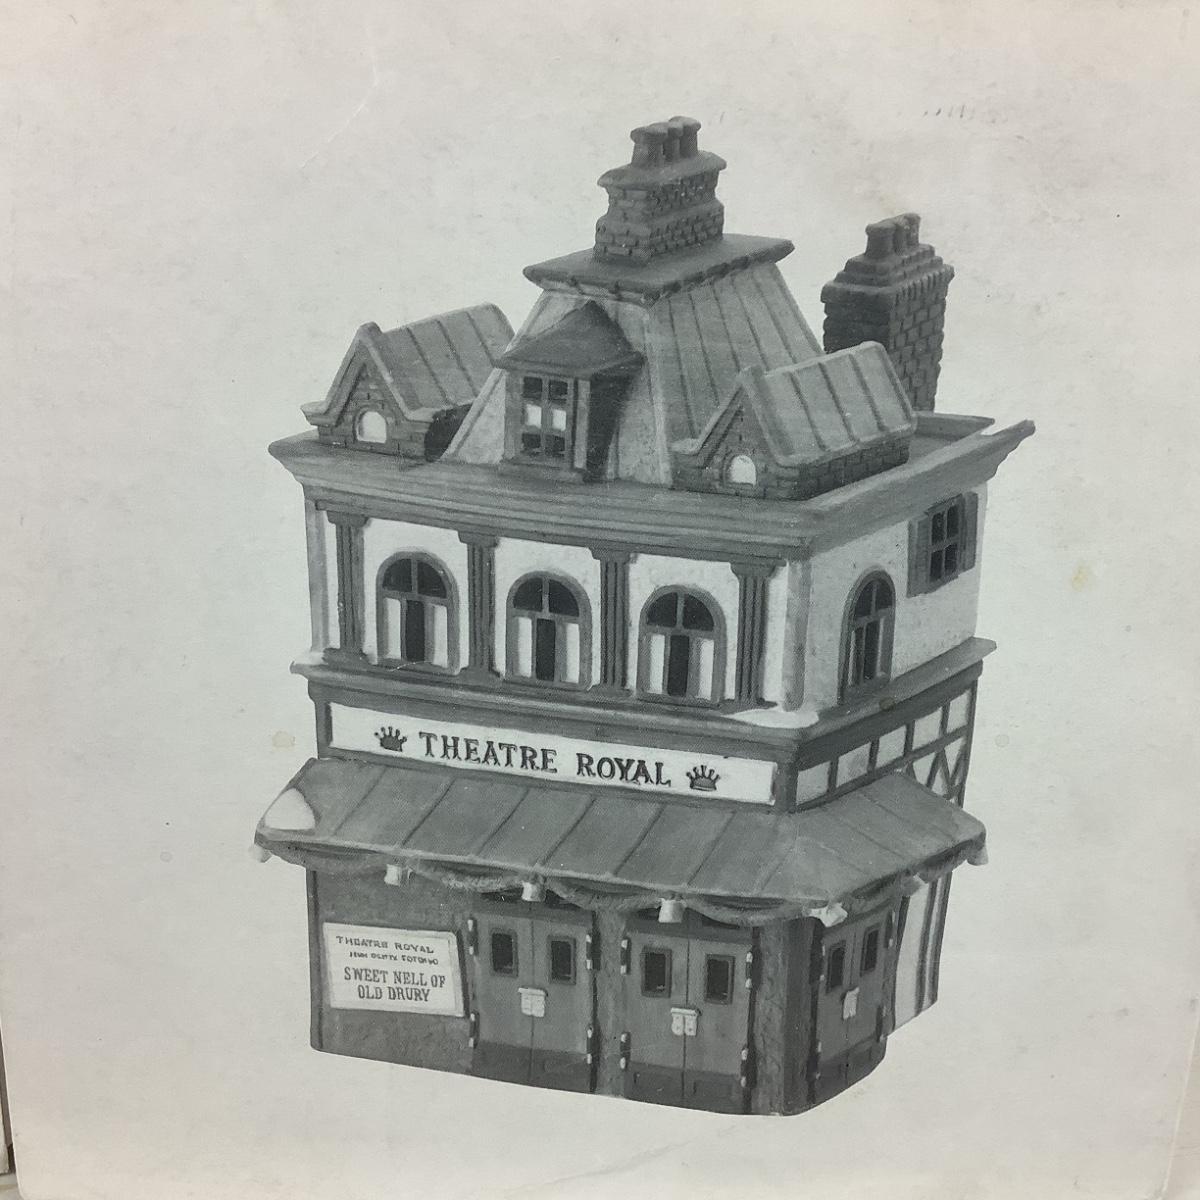 THEATRE ROYAL
THEATRE ROYAL
SWEET NELL OF
OLD DRURY